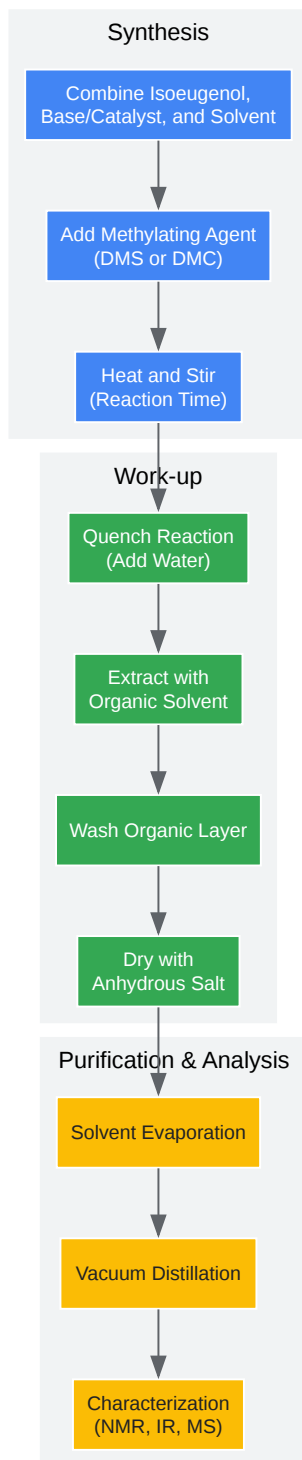 Synthesis
Combine Isoeugenol,
Base/Catalyst, and Solvent
Add Methylating Agent
(DMS or DMC)
Heat and Stir
(Reaction Time)
Work-up
Quench Reaction
(Add Water)
Extract with
Organic Solvent
Wash Organic Layer
Dry with
Anhydrous Salt
Purification & Analysis
Solvent Evaporation
Vacuum Distillation
Characterization
(NMR, IR, MS)